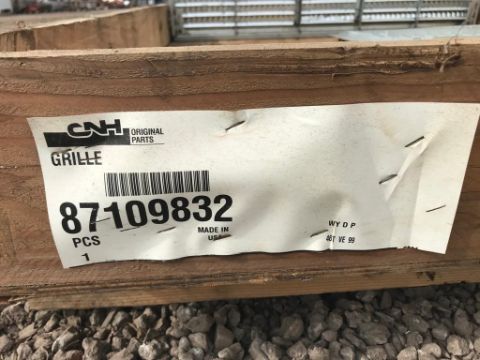 CNH ORIGINAL
PARTS
GRILLE
87109832
PCS
MADE IN
1
WY D P